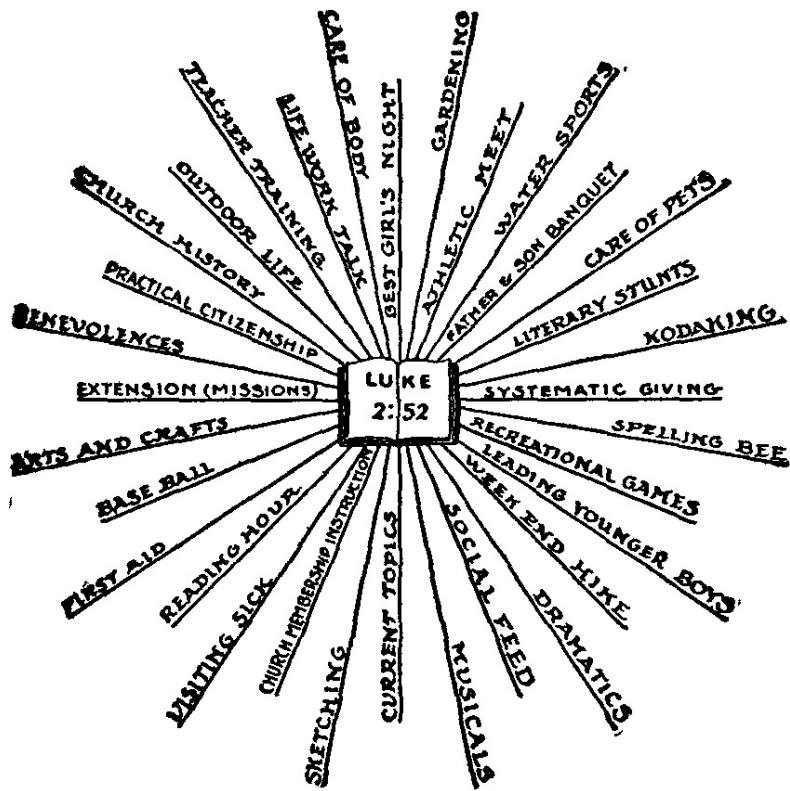 LUKE
2:52
BEST GIRLS NIGHT
GARDENING
ATHLETIC MEET
WATER SPORTS
FATHER & SON BANQUET
CARE OF PETS
LITERARY STUNTS
KODAKING
SYSTEMATIC GIVING
SPELLING BEE
RECREATIONAL GAMES
LEADING YOUNGER BOYS
WEEK END HIKE
DRAMATICS
SOCIAL FEED
MUSICALS
CURRENT TOPICS
SKETCHING
CHURCH MEMBERSHIP INSTRUCTION
VISITING SICK
READING HOUR
FIRST AID
BASE BALL
ARTS AND CRAFTS
EXTENSION (MISSIONS)
BENEVOLENCES
PRACTICAL CITIZENSHIP
CHURCH HISTORY
OUTDOOR LIFE
TEACHER TRAINING
LIFE WORK TALK
CARE OF BODY